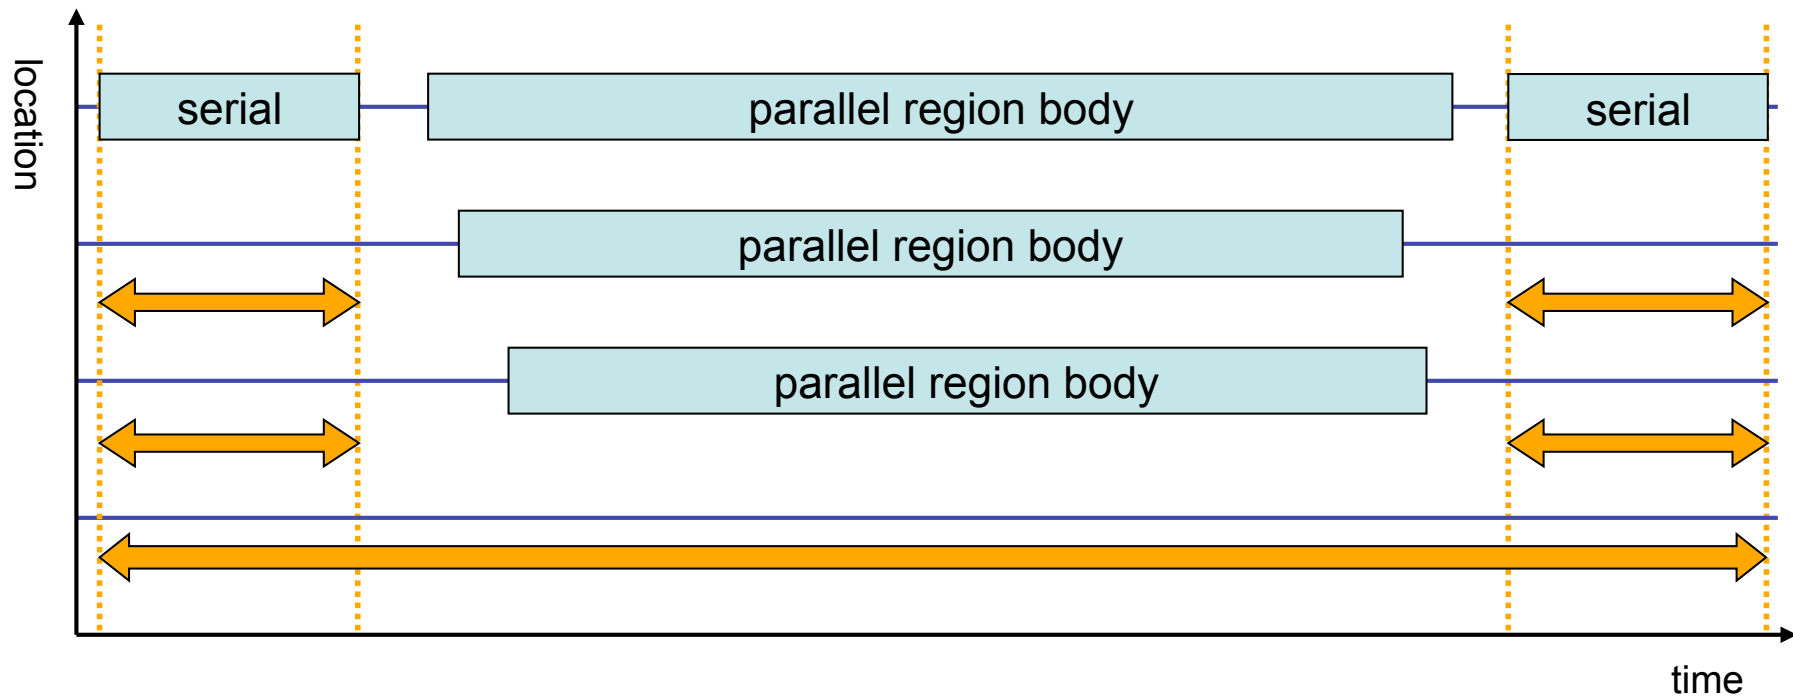 location
serial
parallel region body
serial
parallel region body
parallel region body
time